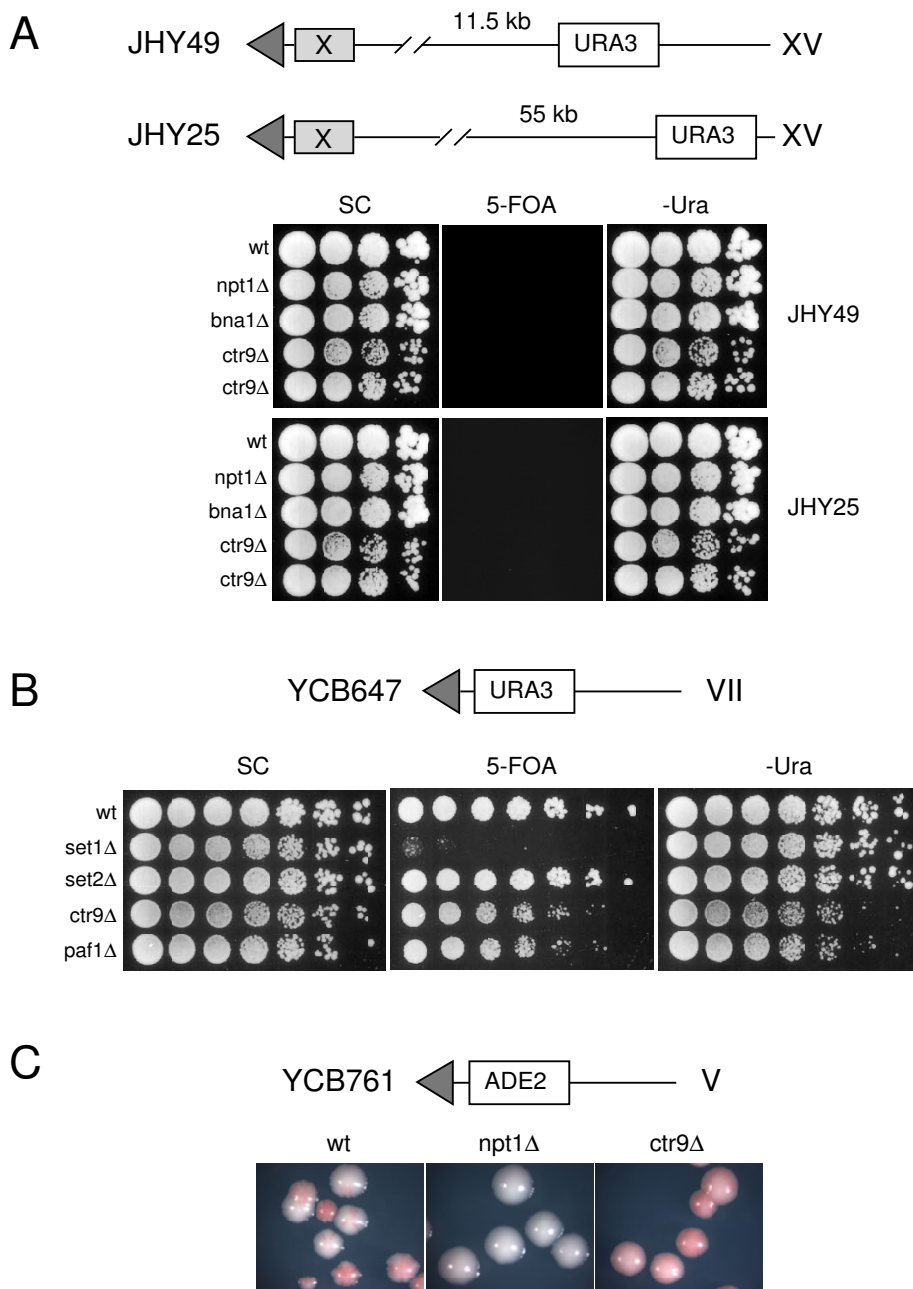 A
JHY49 X 11.5 kb URA3 XV
JHY25 X 55 kb URA3 XV
SC 5-FOA -Ura
wt
npt1Δ
bna1Δ
ctr9Δ
ctr9Δ
JHY49
wt
npt1Δ
bna1Δ
ctr9Δ
ctr9Δ
JHY25
B
YCB647 URA3 VII
SC 5-FOA -Ura
wt
set1Δ
set2Δ
ctr9Δ
paf1Δ
C
YCB761 ADE2 V
wt npt1Δ ctr9Δ